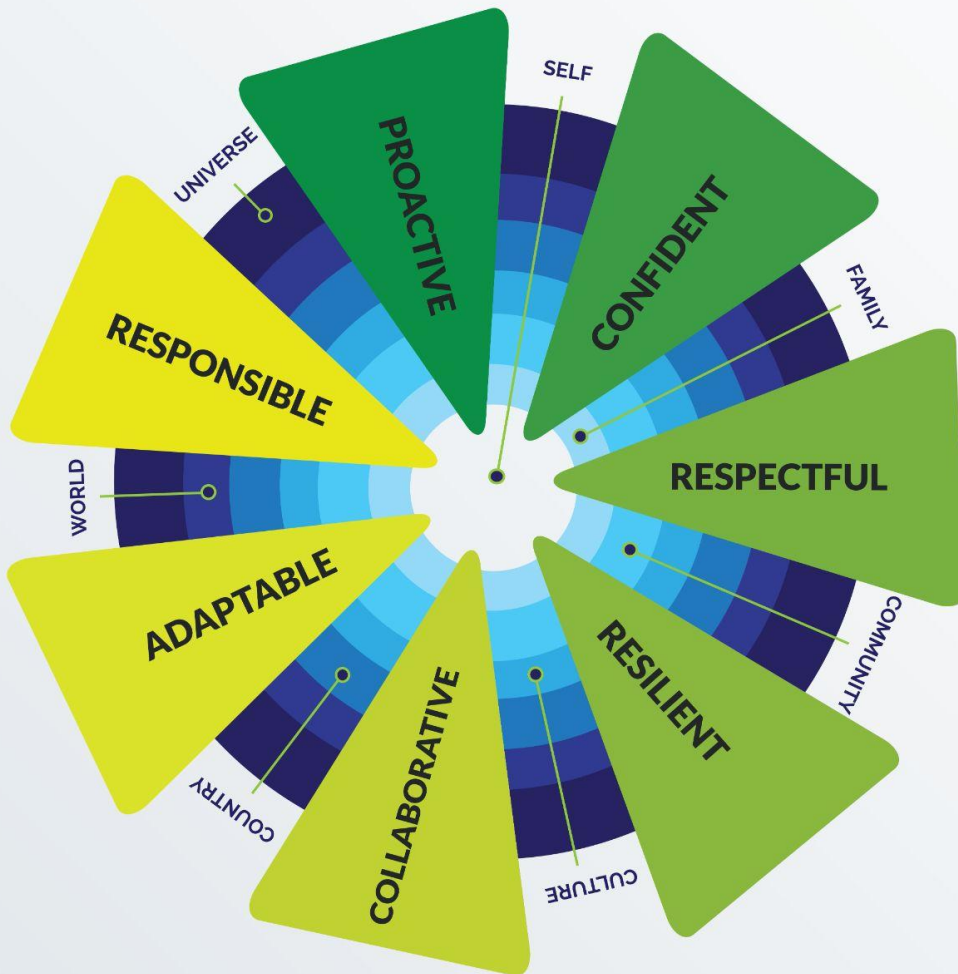 SELF
CONFIDENT
FAMILY
RESPECTFUL
COMMUNITY
RESILIENT
CULTURE
COLLABORATIVE
COUNTRY
ADAPTABLE
WORLD
RESPONSIBLE
UNIVERSE
PROACTIVE